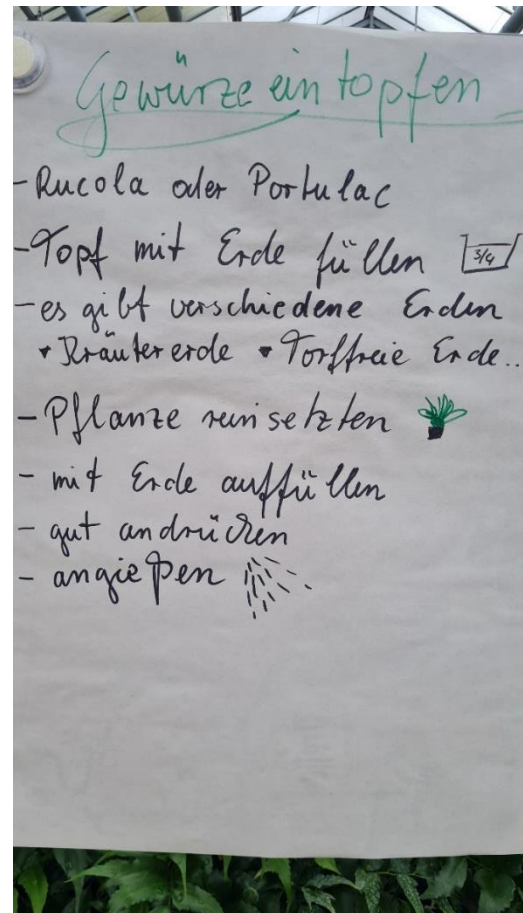 Gewürze eintopfen
- Rucola oder Portulac
- Topf mit Erde füllen 3/4
- es gibt verschiedene Erden
• Kräutererde • Torffreie Erde..
- Pflanze reinsetzten
- mit Erde auffüllen
- gut andrücken
- angießen